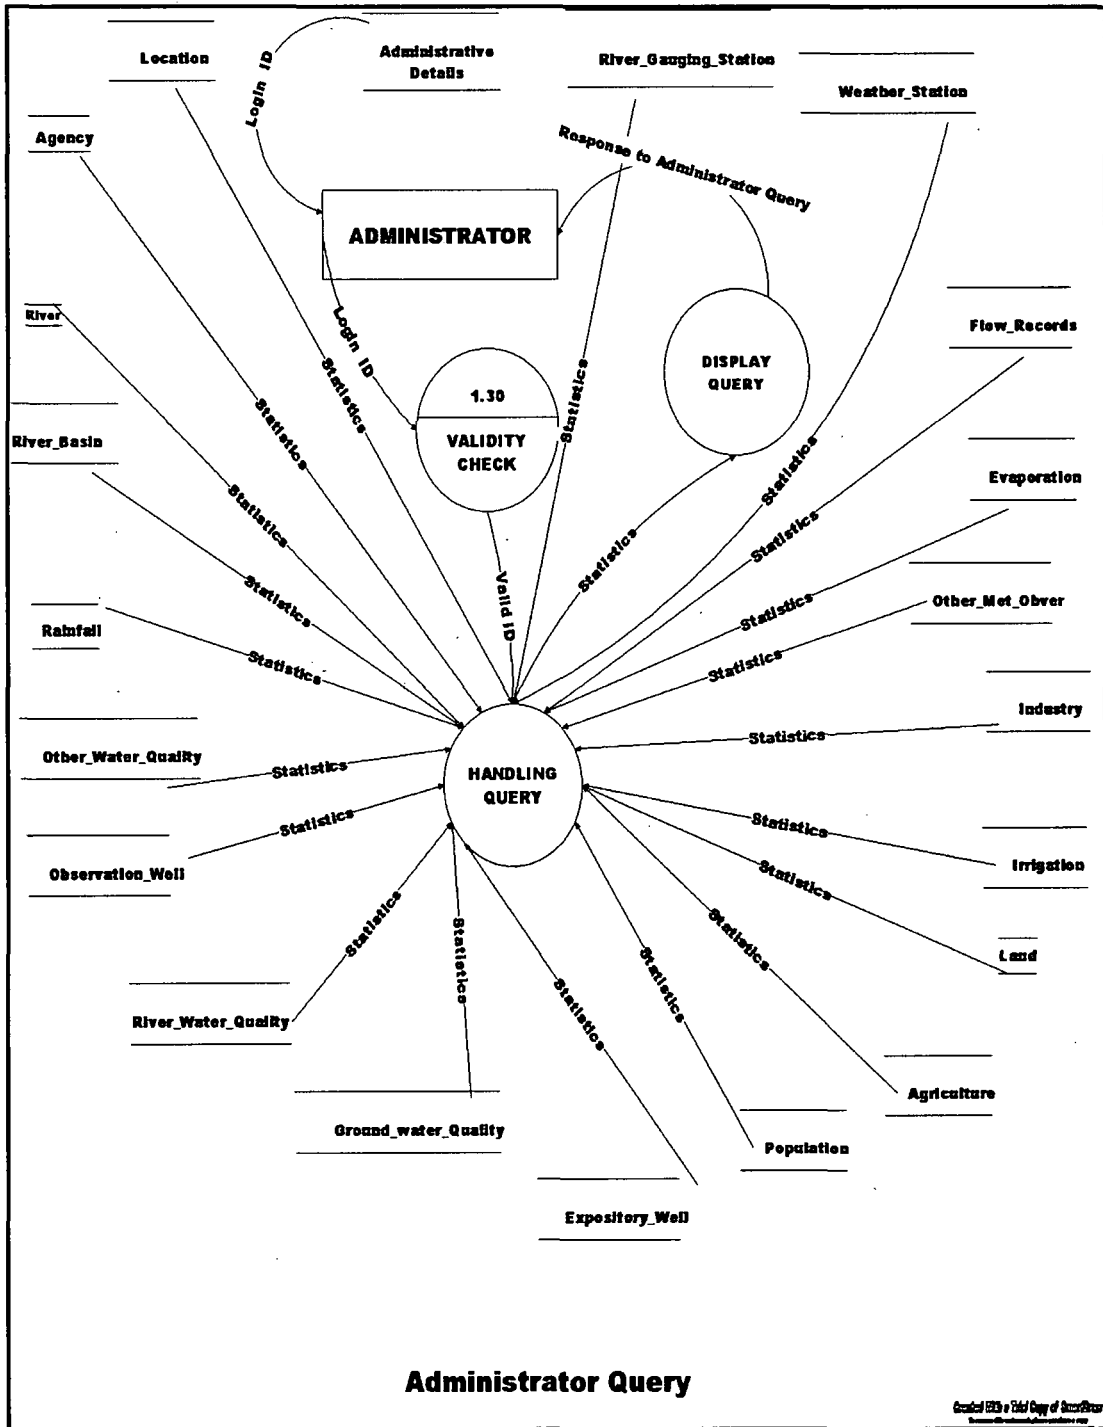 Location
Login ID
Administrative
Details
River_Gauging_Station
Weather_Station
Agency
Response to Administrator Query
ADMINISTRATOR
River
Login ID
Statistics
DISPLAY
QUERY
Flow_Records
1.30
VALIDITY
CHECK
Statistics
Statistics
River_Basin
Statistics
Evaporation
Statistics
Statistics
Statistics
Statistics
Valid ID
Other_Met_Obver
Statistics
Rainfall
Statistics
Statistics
Industry
Statistics
Other_Water_Quality
Statistics
HANDLING
QUERY
Statistics
Statistics
Observation_Well
Statistics
Irrigation
Statistics
Statistics
Statistics
Statistics
Land
Statistics
River_Water_Quality
Agriculture
Ground_water_Quality
Population
Expository_Well
Administrator Query